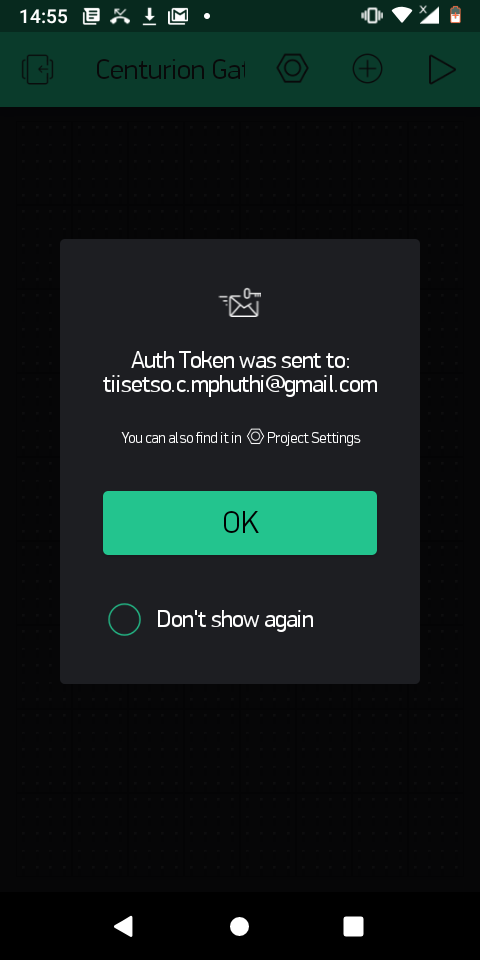 14:55
Centurion Gat
Auth Token was sent to:
tiisetso.c.mphuthi@gmail.com
You can also find it in Project Settings
OK
Don't show again